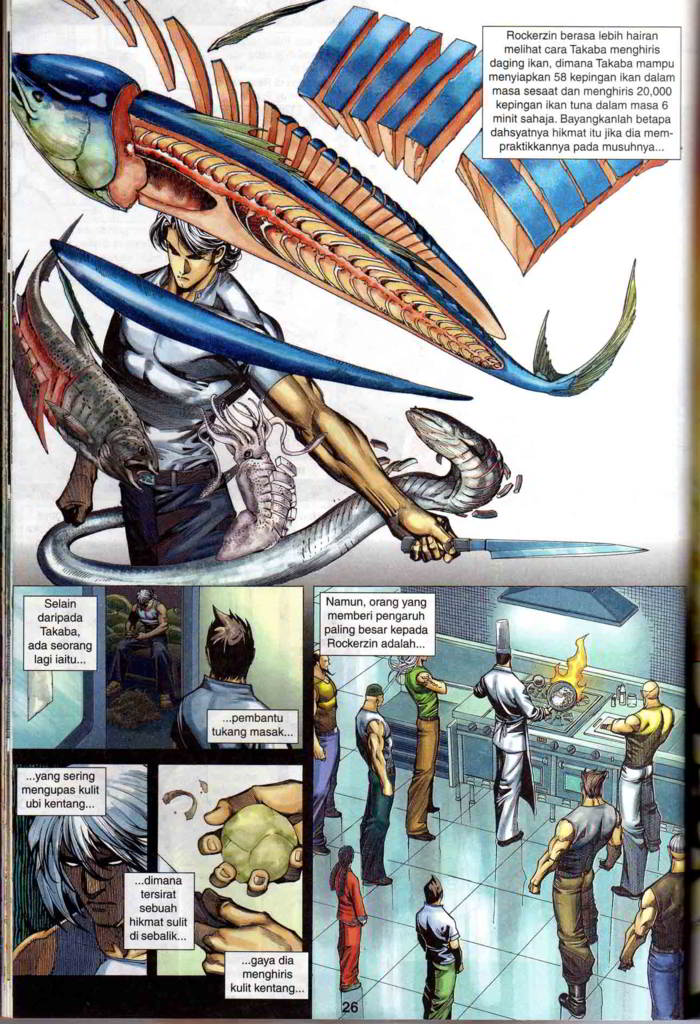 Rockerzin berasa lebih hairan
melihat cara Takaba menghiris
daging ikan, dimana Takaba mampu
menyiapkan 58 kepingan ikan dalam
masa sesaat dan menghiris 20,000
kepingan ikan tuna dalam masa 6
minit sahaja. Bayangkanlah betapa
dahsyatnya hikmat itu jika dia mem-
praktikkannya pada musuhnya...
Selain
daripada
Takaba,
ada seorang
lagi iaitu...
...pembantu
tukang masak...
...yang sering
mengupas kulit
ubi kentang...
...dimana
tersirat
sebuah
hikmat sulit
di sebalik...
...gaya dia
menghiris
kulit kentang...
Namun, orang yang
memberi pengaruh
paling besar kepada
Rockerzin adalah...
26